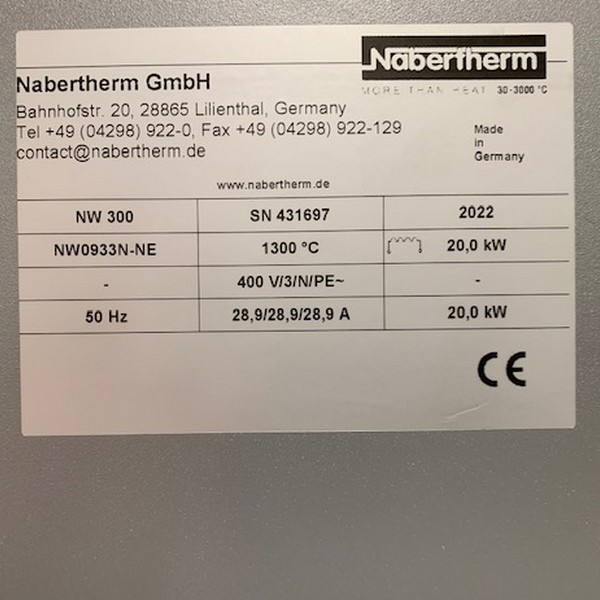 Nabertherm
MORE THAN HEAT 30-3000 °C
Nabertherm GmbH
Bahnhofstr. 20, 28865 Lilienthal, Germany
Tel +49 (04298) 922-0, Fax +49 (04298) 922-129
contact@nabertherm.de
Made
in
Germany
www.nabertherm.de
NW 300 SN 431697 2022
NW0933N-NE 1300 °C 20,0 kW
- 400 V/3/N/PE~ -
50 Hz 28,9/28,9/28,9 A 20,0 kW
CE